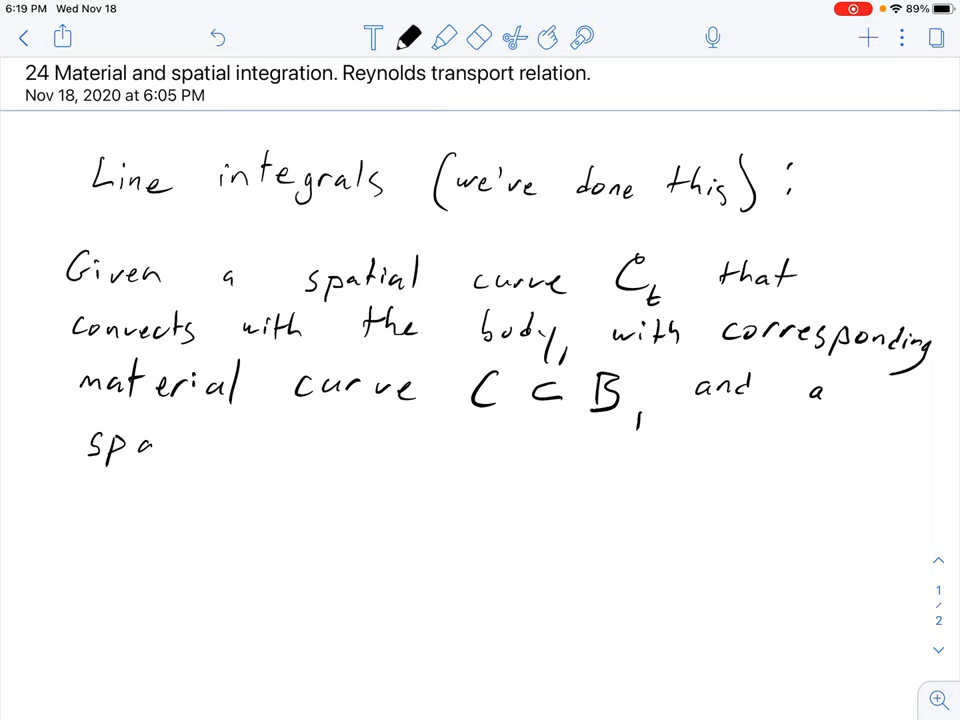 6:19 PM Wed Nov 18
89%
24 Material and spatial integration. Reynolds transport relation.
Nov 18, 2020 at 6:05 PM
Line integrals (we've done this):
Given a spatial curve Ct that
convects with the body, with corresponding
material curve C ⊂ B, and a
spa
1
/
2